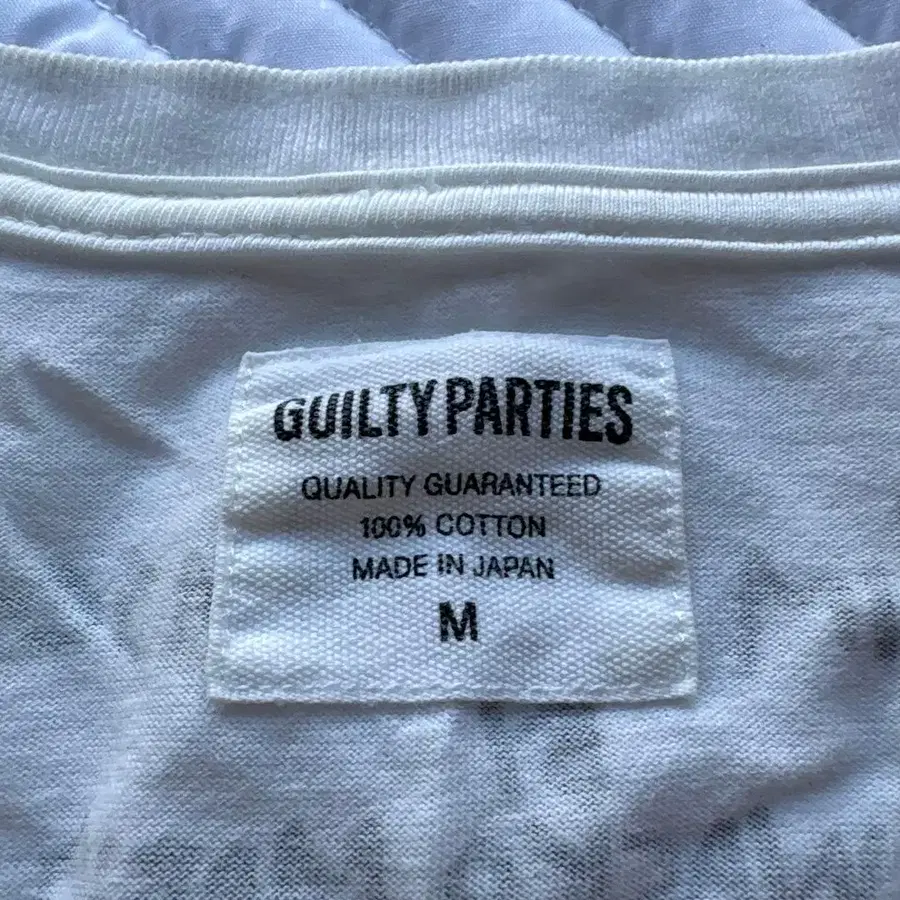 GUILTY PARTIES
QUALITY GUARANTEED
100% COTTON
MADE IN JAPAN
M